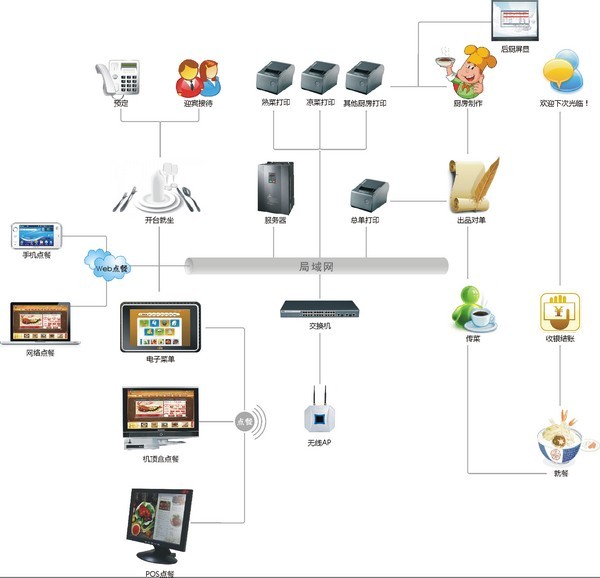 后厨屏显
预定
迎宾接待
热菜打印
凉菜打印
其他厨房打印
厨房制作
欢迎下次光临！
开台就坐
服务器
总单打印
出品对单
手机点餐
Web点餐
局域网
网络点餐
电子菜单
交换机
传菜
收银结账
点餐
机顶盒点餐
无线AP
就餐
POS点餐